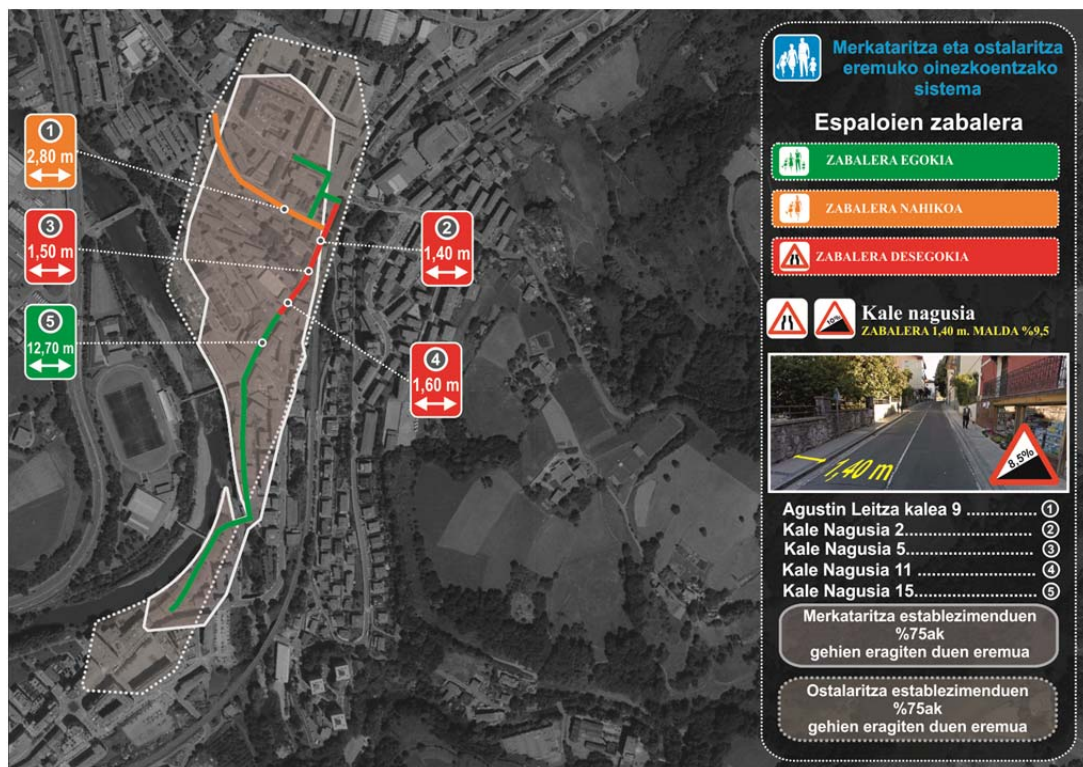 Merkataritza eta ostalaritza
eremuko oinezkoentzako
sistema
Espaloien zabalera
ZABALERA EGOKIA
ZABALERA NAHIKOA
ZABALERA DESEGOKIA
10%
Kale nagusia
ZABALERA 1,40 m. MALDA %9,5
1,40 m
8,5%
Agustin Leitza kalea 9 .............. 1
Kale Nagusia 2........................ 2
Kale Nagusia 5....................... 3
Kale Nagusia 11 ..................... 4
Kale Nagusia 15...................... 5
Merkataritza establezimenduen
%75ak
gehien eragiten duen eremua
Ostalaritza establezimenduen
%75ak
gehien eragiten duen eremua
1
2,80 m
3
1,50 m
5
12,70 m
2
1,40 m
4
1,60 m